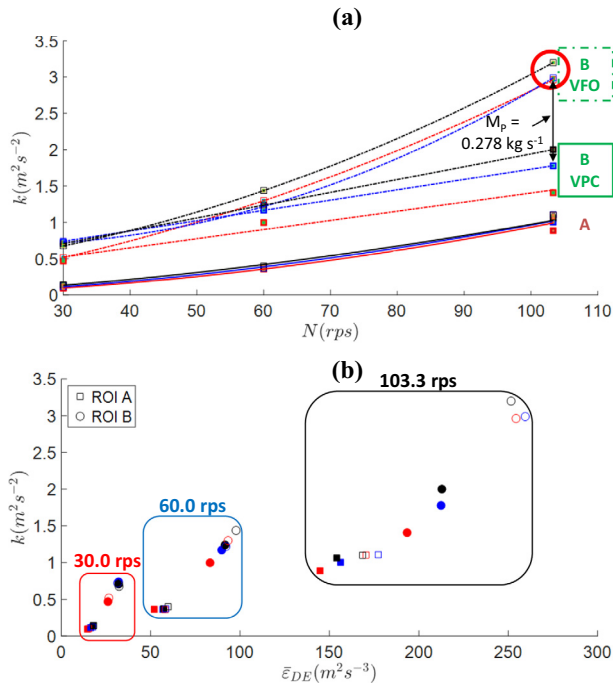 (a)
3.5
3
2.5
2
1.5
1
0.5
0
k(m²s⁻²)
B
VFO
M_P =
0.278 kg s⁻¹
B
VPC
A
30 40 50 60 70 80 90 100 110
N(rps)
(b)
3.5
3
2.5
2
1.5
1
0.5
0
k(m²s⁻²)
ROI A
ROI B
103.3 rps
60.0 rps
30.0 rps
0 50 100 150 200 250 300
ε̄_DE(m²s⁻³)